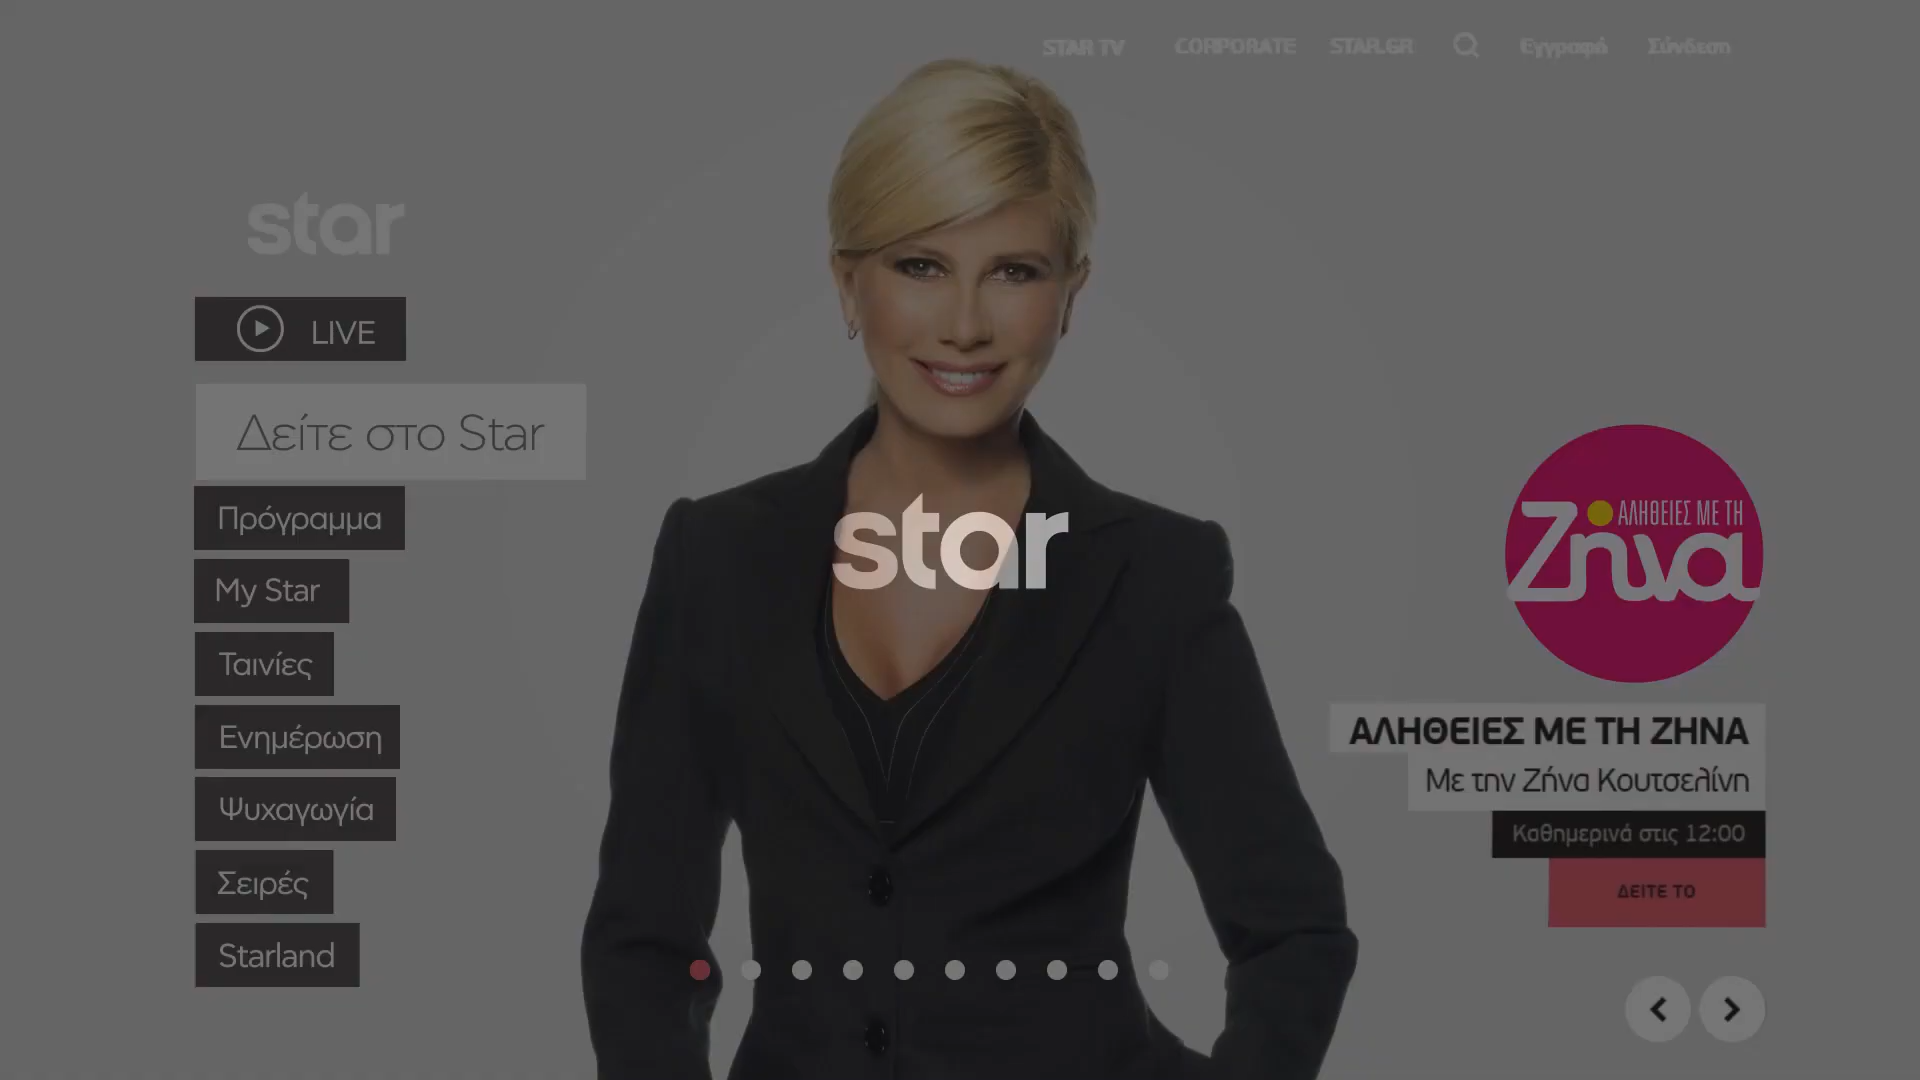 STAR TV
CORPORATE
STAR.GR
Εγγραφή
Σύνδεση
star
LIVE
Δείτε στο Star
Πρόγραμμα
My Star
Ταινίες
Ενημέρωση
Ψυχαγωγία
Σειρές
Starland
star
ΑΛΗΘΕΙΕΣ ΜΕ ΤΗ
Ζήνα
ΑΛΗΘΕΙΕΣ ΜΕ ΤΗ ΖΗΝΑ
Με την Ζήνα Κουτσελίνη
Καθημερινά στις 12:00
ΔΕΙΤΕ ΤΟ